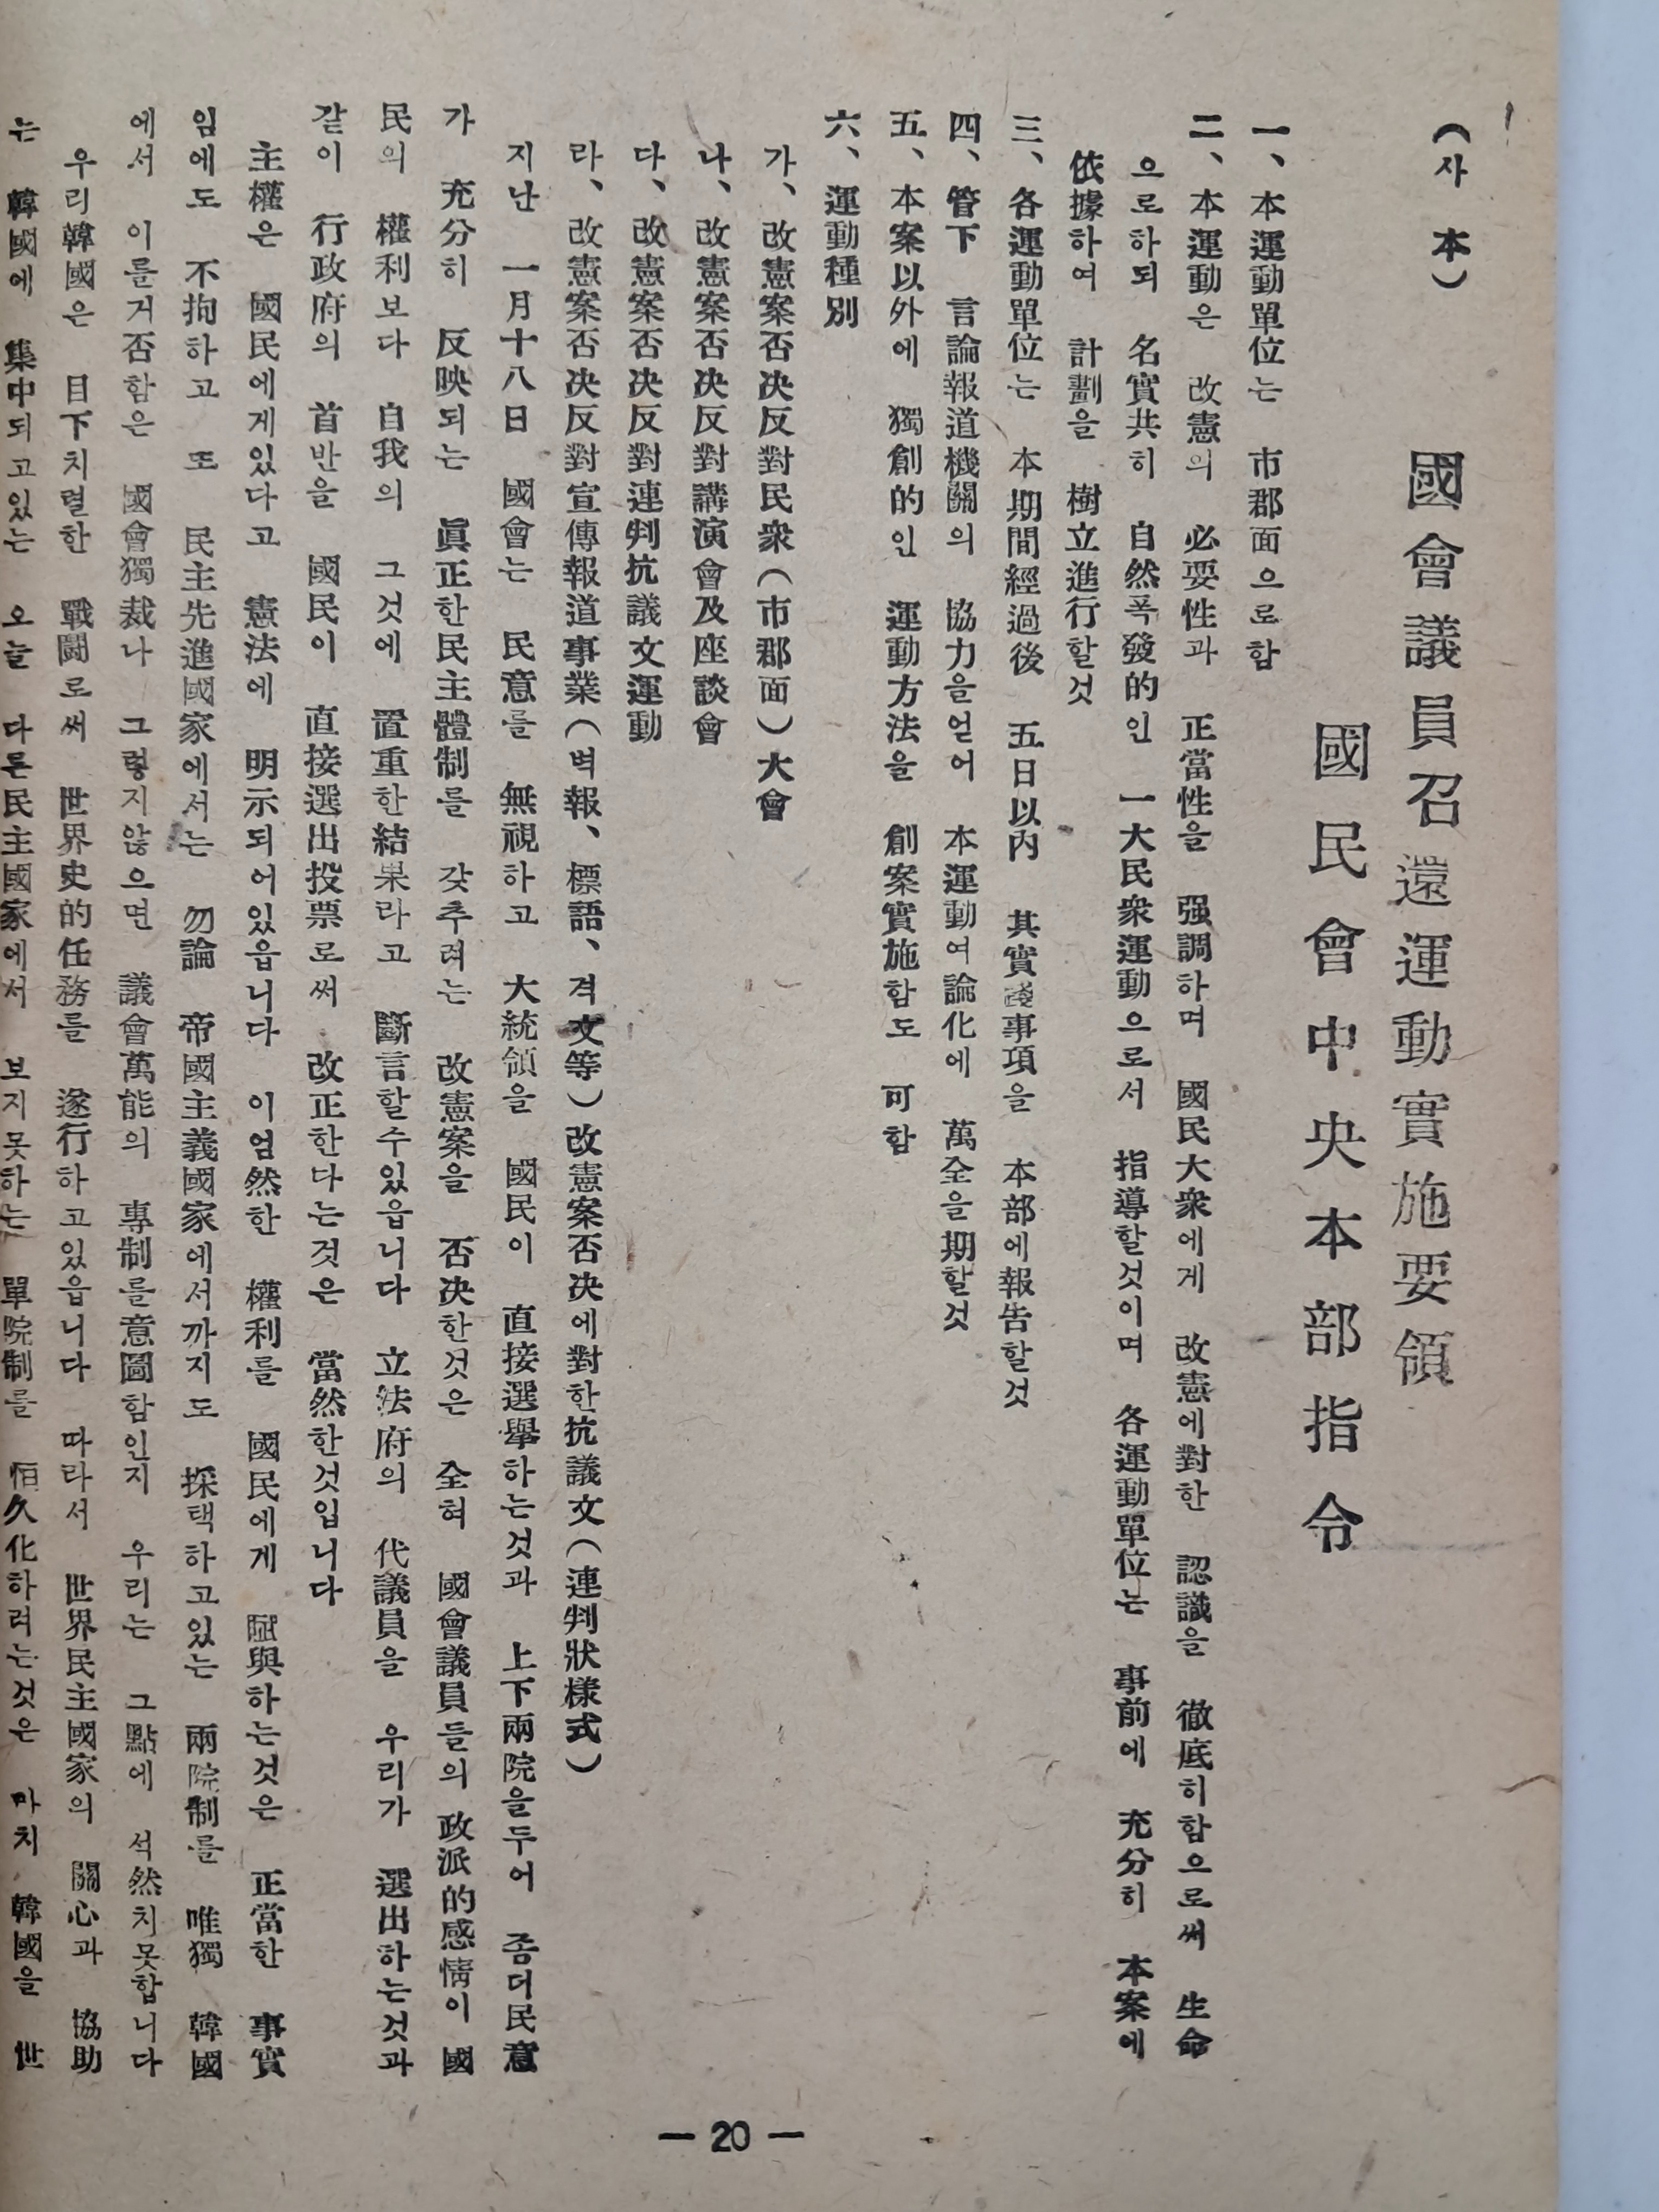 (사 本)
國會議員召還運動實施要領
國民會中央本部指令
一、本運動單位는 市郡面으로함
二、本運動은 改憲의 必要性과 正當性을 强調하며 國民大衆에게 改憲에對한 認識을 徹底히함으로써 生命
으로하되 名實共히 自然폭發的인 一大民衆運動으로서 指導할것이며 各運動單位는 事前에 充分히 本案에
依據하여 計劃을 樹立進行할것
三、各運動單位는 本期間經過後 五日以內 其實踐事項을 本部에報告할것
四、管下 言論報道機關의 協力을얻어 本運動여論化에 萬全을期할것
五、本案以外에 獨創的인 運動方法을 創案實施함도 可함
六、運動種別
가、改憲案否決反對民衆(市郡面)大會
나、改憲案否決反對講演會及座談會
다、改憲案否決反對連判抗議文運動
라、改憲案否決反對宣傳報道事業(벽報、標語、격文等)改憲案否決에對한抗議文(連判狀樣式)
지난 一月十八日 國會는 民意를 無視하고 大統領을 國民이 直接選擧하는것과 上下兩院을두어 좀더民意
가 充分히 反映되는 眞正한民主體制를 갖추려는 改憲案을 否決한것은 全혀 國會議員들의 政派的感情이 國
民의 權利보다 自我의 그것에 置重한結果라고 斷言할수있읍니다 立法府의 代議員을 우리가 選出하는것과
같이 行政府의 首반을 國民이 直接選出投票로써 改正한다는것은 當然한것입니다
主權은 國民에게있다고 憲法에 明示되어있읍니다 이엄然한 權利를 國民에게 賦與하는것은 正當한 事實
임에도 不拘하고 또 民主先進國家에서는 勿論 帝國主義國家에서까지도 採택하고있는 兩院制를 唯獨 韓國
에서 이를거否함은 國會獨裁나 그렇지않으면 議會萬能의 專制를意圖함인지 우리는 그點에 석然치못합니다
우리韓國은 目下치렬한 戰鬪로써 世界史的任務를 遂行하고있읍니다 따라서 世界民主國家의 關心과 協助
는 韓國에 集中되고있는 오늘 다른民主國家에서 보지못하는 單院制를 恒久化하려는것은 마치 韓國을 世
— 20 —